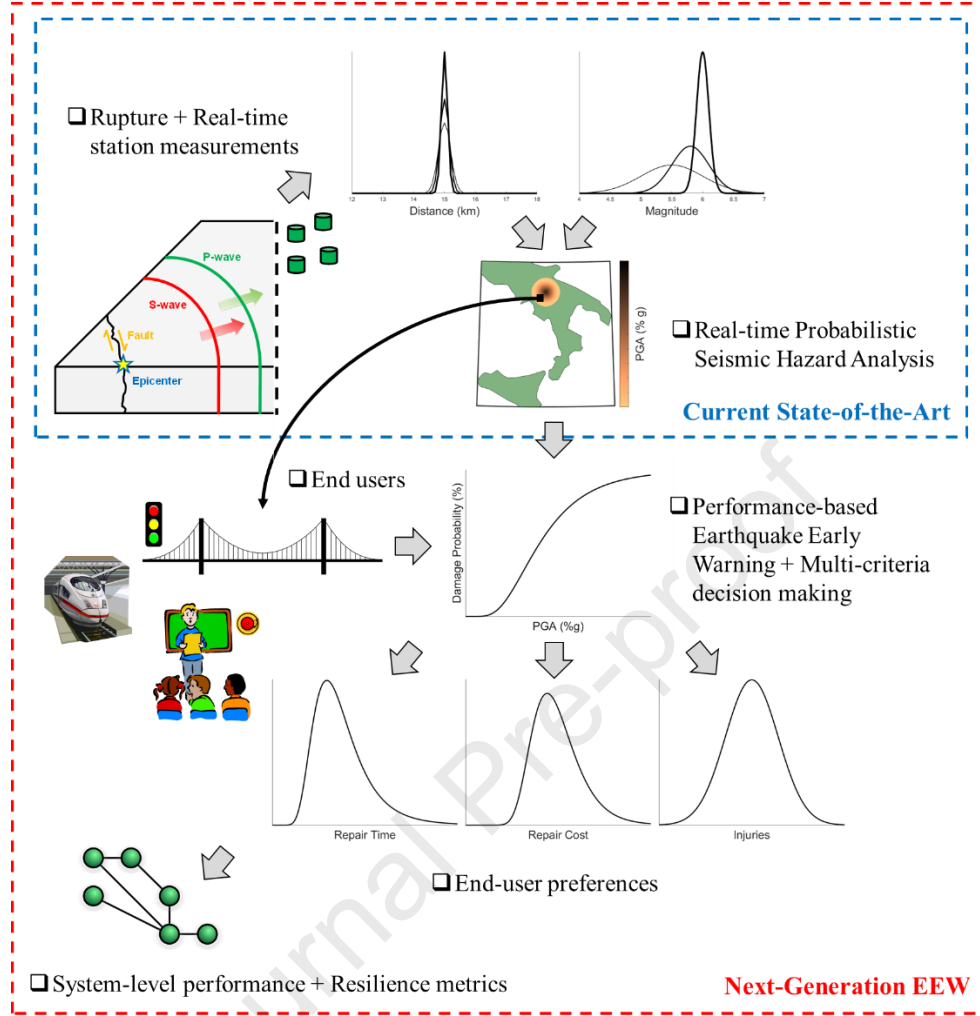 ❑ Rupture + Real-time
station measurements
12 13 14 15 16 17 18
Distance (km)
4 4.5 5 5.5 6 6.5 7
Magnitude
P-wave
S-wave
Fault
Epicenter
PGA (% g)
❑ Real-time Probabilistic
Seismic Hazard Analysis
Current State-of-the-Art
❑ End users
Damage Probability (%)
PGA (%g)
❑ Performance-based
Earthquake Early
Warning + Multi-criteria
decision making
Repair Time
Repair Cost
Injuries
❑ End-user preferences
❑ System-level performance + Resilience metrics
Next-Generation EEW
urnal Pre-proof